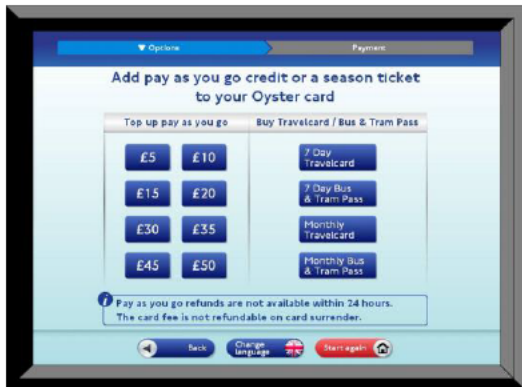 Options
Payment
Add pay as you go credit or a season ticket
to your Oyster card
Top up pay as you go
Buy Travelcard / Bus & Tram Pass
£5
£10
7 Day
Travelcard
£15
£20
7 Day Bus
& Tram Pass
£30
£35
Monthly
Travelcard
£45
£50
Monthly Bus
& Tram Pass
i
Pay as you go refunds are not available within 24 hours.
The card fee is not refundable on card surrender.
Back
Change
language
Start again